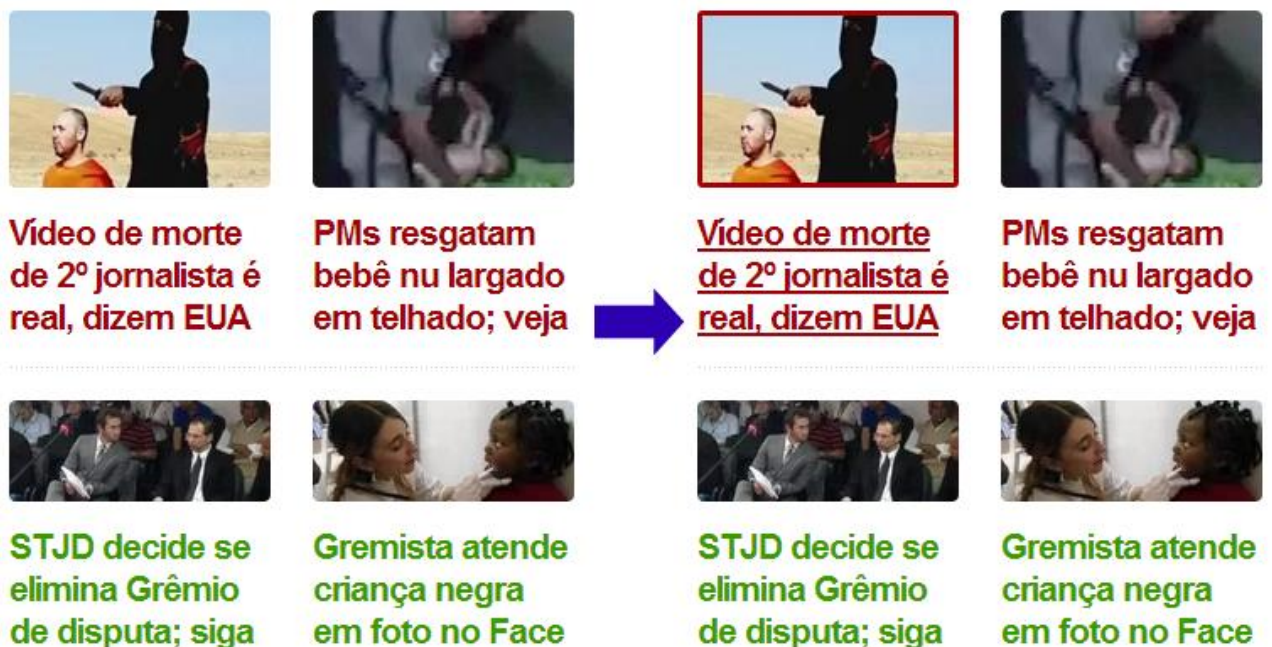 Vídeo de morte
de 2º jornalista é
real, dizem EUA
PMs resgatam
bebê nu largado
em telhado; veja
Vídeo de morte
de 2º jornalista é
real, dizem EUA
PMs resgatam
bebê nu largado
em telhado; veja
STJD decide se
elimina Grêmio
de disputa; siga
Gremista atende
criança negra
em foto no Face
STJD decide se
elimina Grêmio
de disputa; siga
Gremista atende
criança negra
em foto no Face